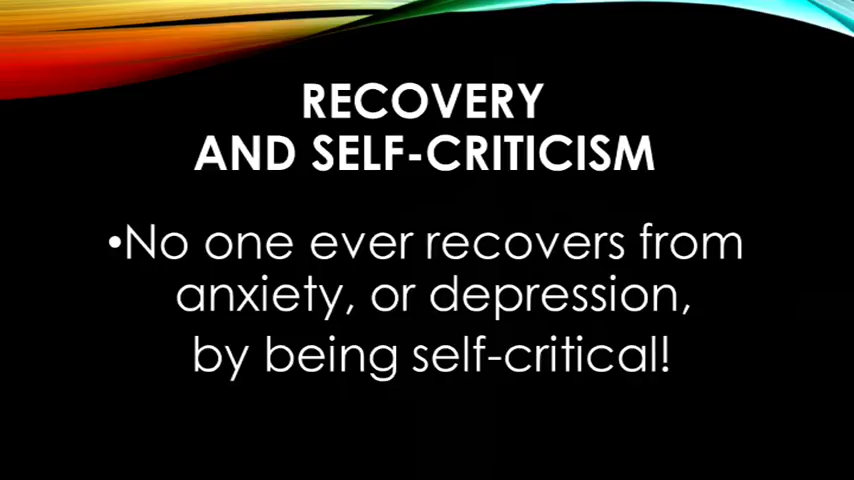 RECOVERY
AND SELF-CRITICISM
•No one ever recovers from
anxiety, or depression,
by being self-critical!